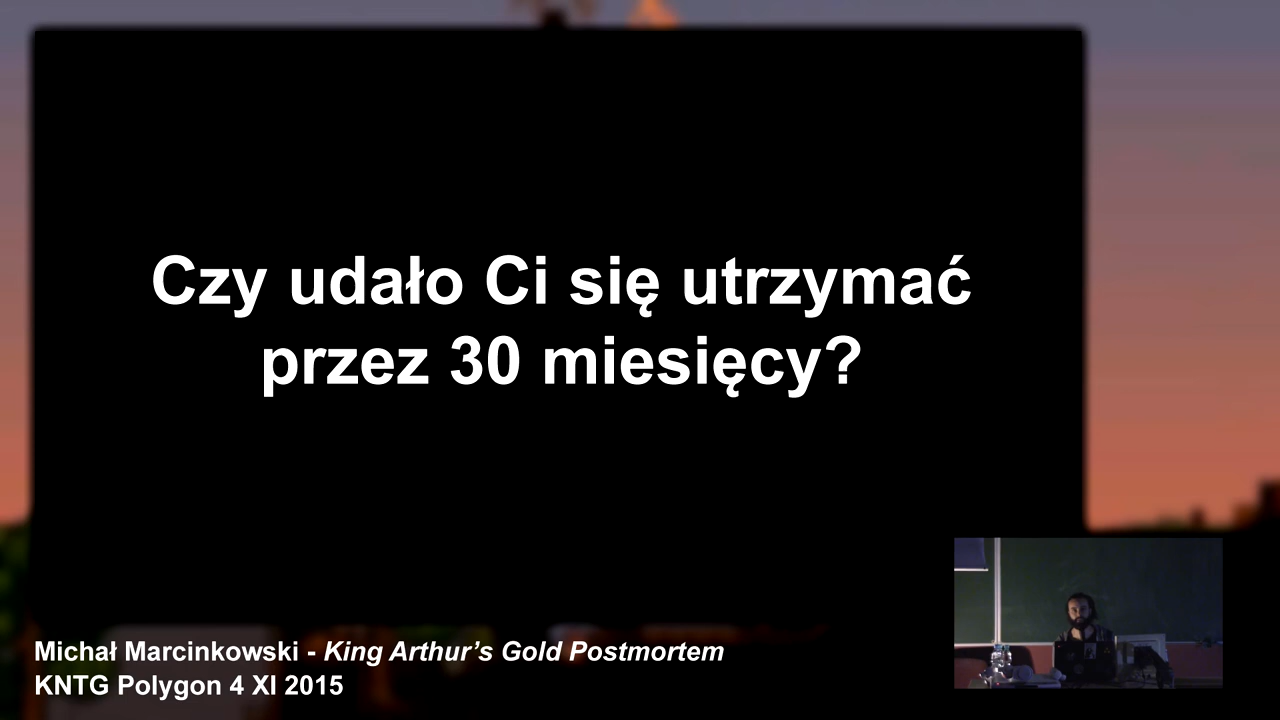 Czy udało Ci się utrzymać
przez 30 miesięcy?
Michał Marcinkowski - King Arthur’s Gold Postmortem
KNTG Polygon 4 XI 2015